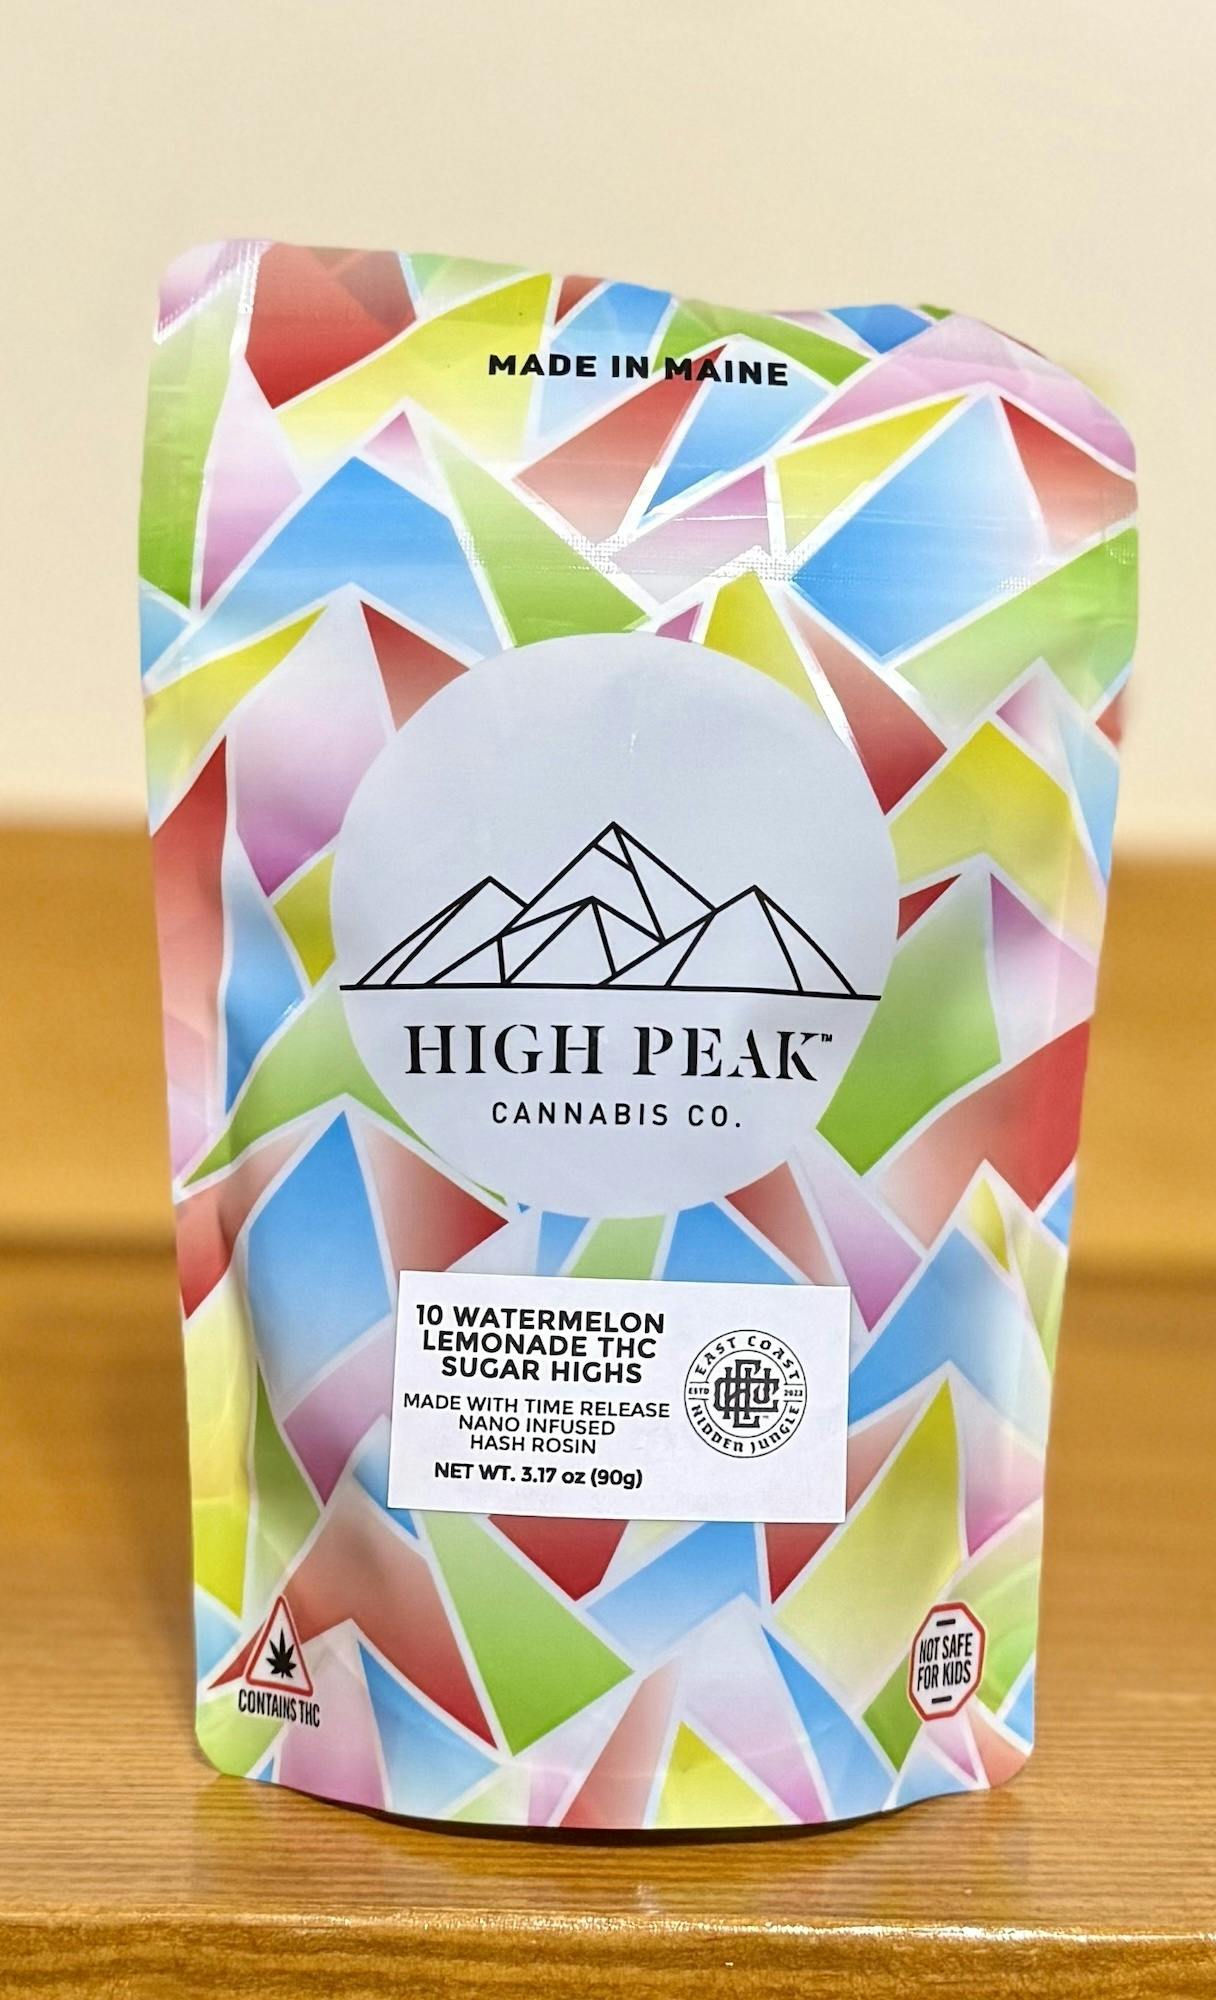 MADE IN MAINE
HIGH PEAK™
CANNABIS CO.
10 WATERMELON
LEMONADE THC
SUGAR HIGHS
MADE WITH TIME RELEASE
NANO INFUSED
HASH ROSIN
NET WT. 3.17 oz (90g)
EAST COAST
ESTD 2023
HIDDEN JUNGLE
CONTAINS THC
NOT SAFE
FOR KIDS